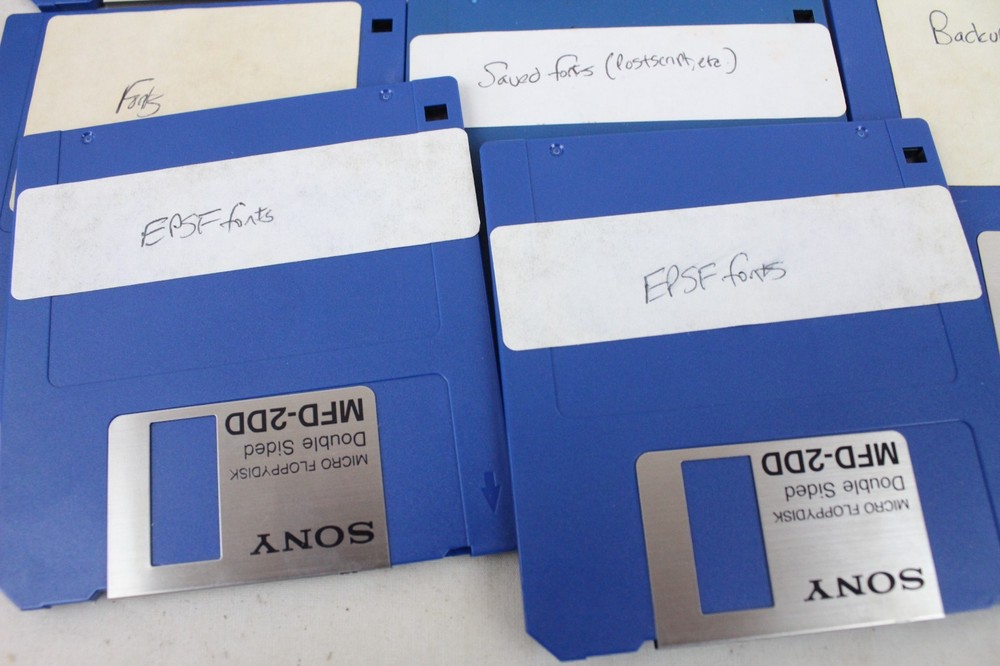 Fonts
Saved fonts (Postscript, etc.)
Backu
EPSF fonts
EPSF fonts
MFD-2DD
Double Sided
MICRO FLOPPYDISK
SONY
MFD-2DD
Double Sided
MICRO FLOPPYDISK
SONY